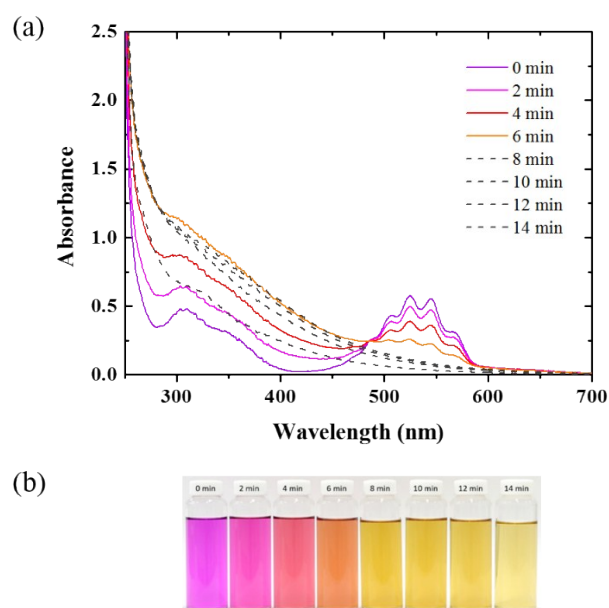 (a)
2.5
2.0
1.5
1.0
0.5
0.0
Absorbance
0 min
2 min
4 min
6 min
8 min
10 min
12 min
14 min
300 400 500 600 700
Wavelength (nm)
(b)
0 min 2 min 4 min 6 min 8 min 10 min 12 min 14 min